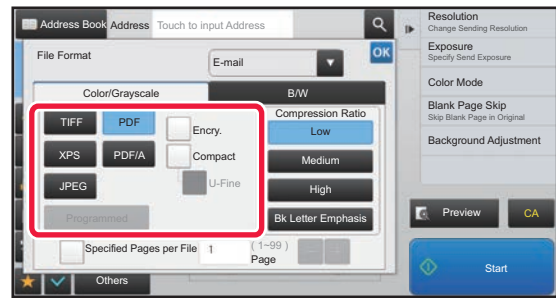 Address Book
Address
Touch to input Address
Resolution
Change Sending Resolution
Exposure
Specify Send Exposure
Color Mode
Blank Page Skip
Skip Blank Page in Original
Background Adjustment
Preview
CA
Start
File Format
E-mail
OK
Color/Grayscale
B/W
TIFF
PDF
Encry.
XPS
PDF/A
Compact
JPEG
U-Fine
Programmed
Compression Ratio
Low
Medium
High
Bk Letter Emphasis
Specified Pages per File
1
(1~99)
Page
Others